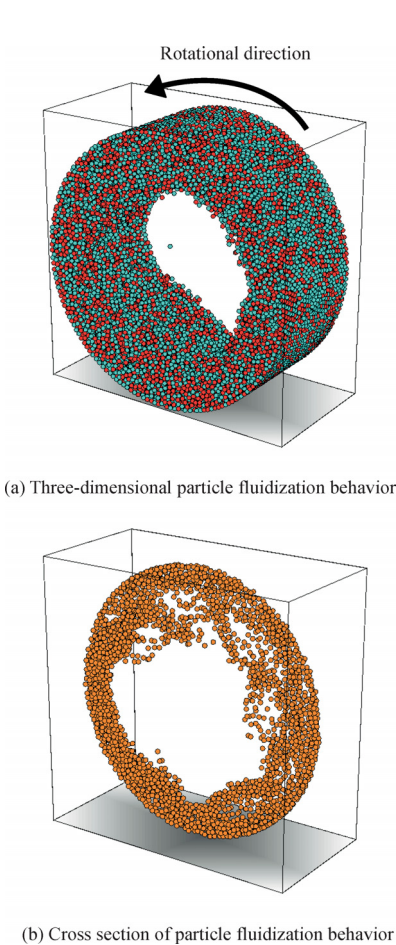 Rotational direction
(a) Three-dimensional particle fluidization behavior
(b) Cross section of particle fluidization behavior